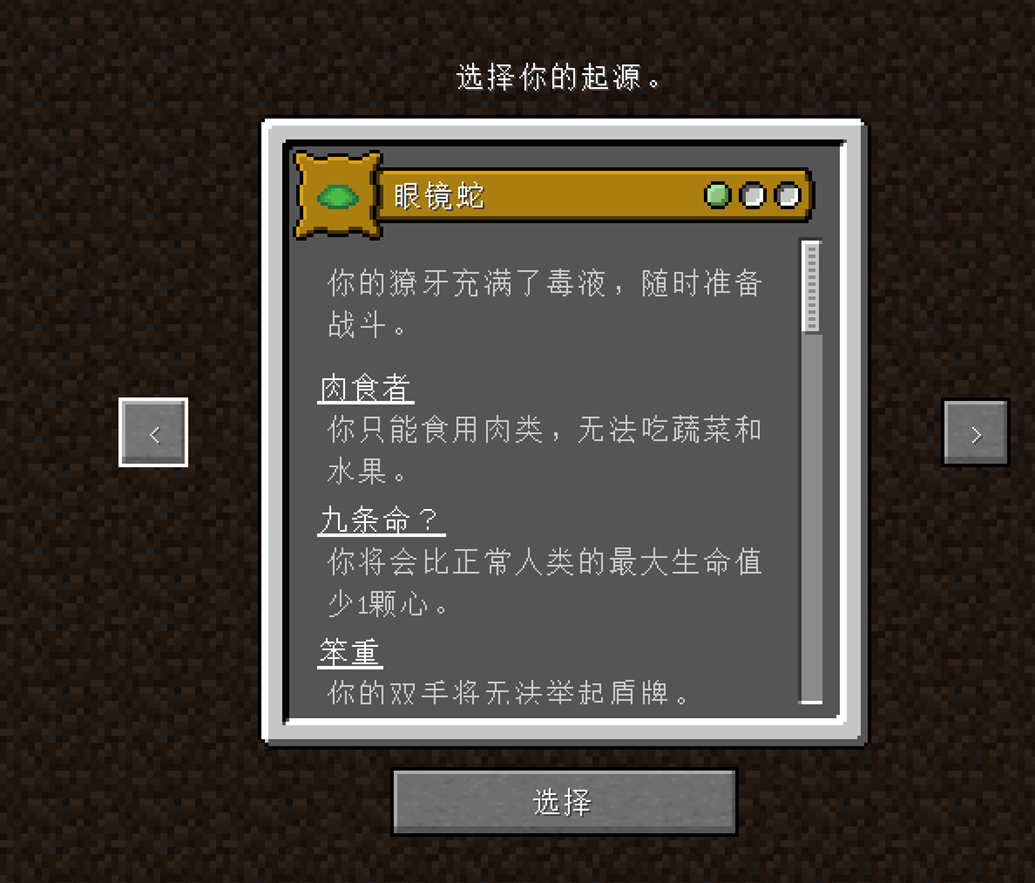 选择你的起源。
眼镜蛇
你的獠牙充满了毒液，随时准备
战斗。
肉食者
你只能食用肉类，无法吃蔬菜和
水果。
九条命？
你将会比正常人类的最大生命值
少1颗心。
笨重
你的双手将无法举起盾牌。
<
>
选择